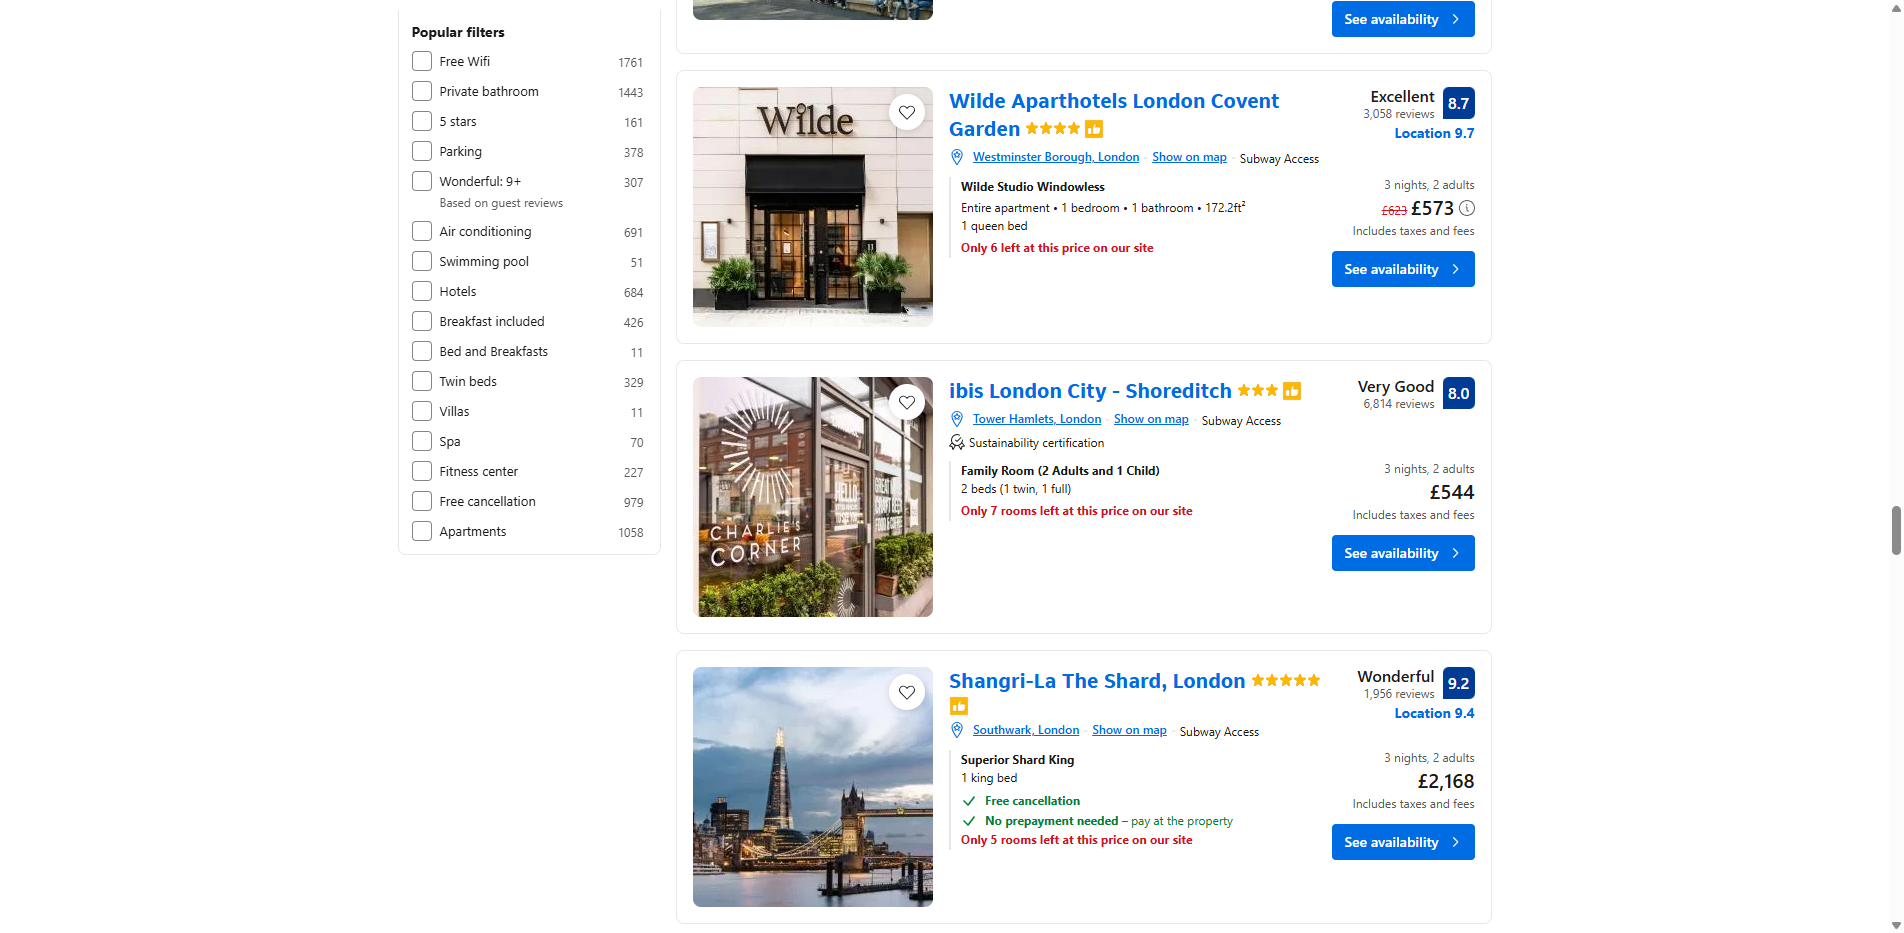 Popular filters
Free Wifi 1761
Private bathroom 1443
5 stars 161
Parking 378
Wonderful: 9+ 307
Based on guest reviews
Air conditioning 691
Swimming pool 51
Hotels 684
Breakfast included 426
Bed and Breakfasts 11
Twin beds 329
Villas 11
Spa 70
Fitness center 227
Free cancellation 979
Apartments 1058
See availability
Wilde
Wilde Aparthotels London Covent
Garden
Westminster Borough, London Show on map Subway Access
Wilde Studio Windowless
Entire apartment • 1 bedroom • 1 bathroom • 172.2ft²
1 queen bed
Only 6 left at this price on our site
Excellent 8.7
3,058 reviews
Location 9.7
3 nights, 2 adults
£623 £573
Includes taxes and fees
See availability
CHARLIE'S
CORNER
HELLO
ibis London City - Shoreditch
Tower Hamlets, London Show on map Subway Access
Sustainability certification
Family Room (2 Adults and 1 Child)
2 beds (1 twin, 1 full)
Only 7 rooms left at this price on our site
Very Good 8.0
6,814 reviews
3 nights, 2 adults
£544
Includes taxes and fees
See availability
Shangri-La The Shard, London
Southwark, London Show on map Subway Access
Superior Shard King
1 king bed
Free cancellation
No prepayment needed – pay at the property
Only 5 rooms left at this price on our site
Wonderful 9.2
1,956 reviews
Location 9.4
3 nights, 2 adults
£2,168
Includes taxes and fees
See availability